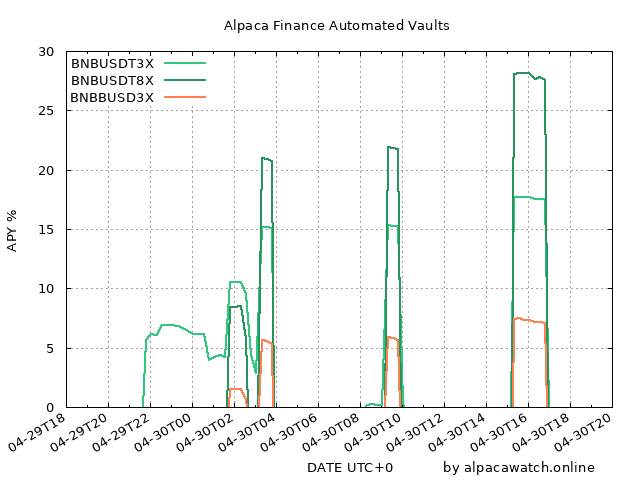 Alpaca Finance Automated Vaults
30
25
20
15
10
5
0
APY %
BNBUSDT3X
BNBUSDT8X
BNBBUSD3X
04-29T18
04-29T20
04-29T22
04-30T00
04-30T02
04-30T04
04-30T06
04-30T08
04-30T10
04-30T12
04-30T14
04-30T16
04-30T18
04-30T20
DATE UTC+0 by alpacawatch.online